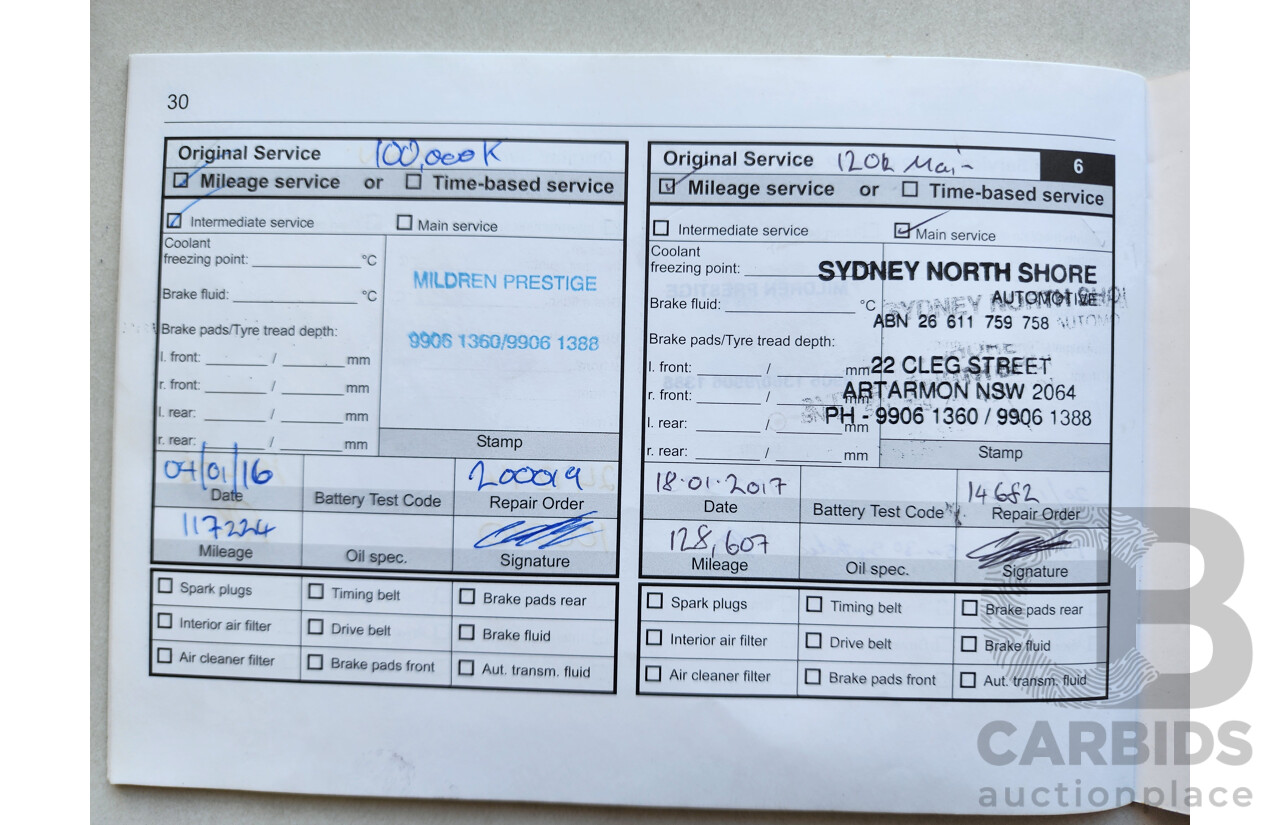 30
Original Service 100,000K
Mileage service or Time-based service
Intermediate service Main service
Coolant
freezing point: °C
Brake fluid: °C
Brake pads/Tyre tread depth:
l. front: / mm
r. front: / mm
l. rear: / mm
r. rear: / mm
MILDREN PRESTIGE
9906 1360/9906 1388
Stamp
04/01/16 200019
Date Battery Test Code Repair Order
117224
Mileage Oil spec. Signature
Spark plugs Timing belt Brake pads rear
Interior air filter Drive belt Brake fluid
Air cleaner filter Brake pads front Aut. transm. fluid
Original Service 120k Main 6
Mileage service or Time-based service
Intermediate service Main service
Coolant
freezing point:
Brake fluid: °C
Brake pads/Tyre tread depth:
l. front: / mm
r. front: / mm
l. rear: / mm
r. rear: / mm
SYDNEY NORTH SHORE
AUTOMOTIVE
ABN 26 611 759 758
22 CLEG STREET
ARTARMON NSW 2064
PH - 9906 1360 / 9906 1388
Stamp
18.01.2017 14682
Date Battery Test Code Repair Order
128,607
Mileage Oil spec. Signature
Spark plugs Timing belt Brake pads rear
Interior air filter Drive belt Brake fluid
Air cleaner filter Brake pads front Aut. transm. fluid
CARBIDS
auctionplace